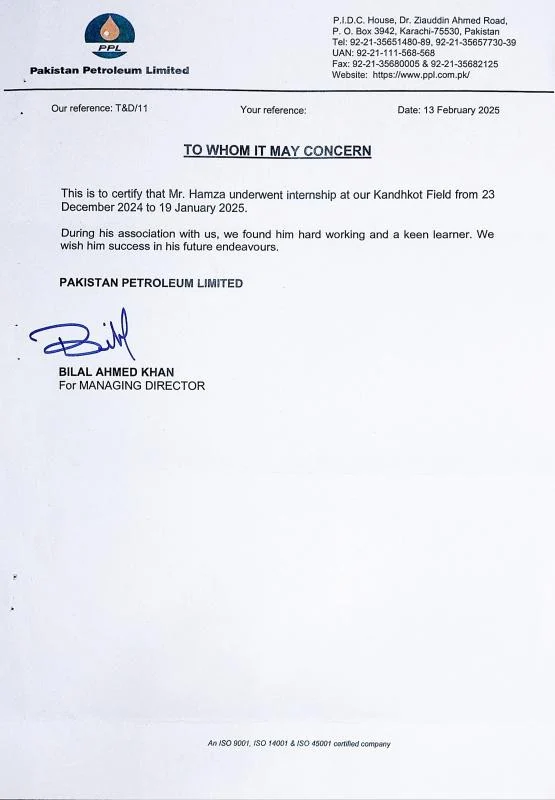 PPL
Pakistan Petroleum Limited
P.I.D.C. House, Dr. Ziauddin Ahmed Road,
P. O. Box 3942, Karachi-75530, Pakistan
Tel: 92-21-35651480-89, 92-21-35657730-39
UAN: 92-21-111-568-568
Fax: 92-21-35680005 & 92-21-35682125
Website: https://www.ppl.com.pk/
Our reference: T&D/11 Your reference: Date: 13 February 2025
TO WHOM IT MAY CONCERN
This is to certify that Mr. Hamza underwent internship at our Kandhkot Field from 23
December 2024 to 19 January 2025.
During his association with us, we found him hard working and a keen learner. We
wish him success in his future endeavours.
PAKISTAN PETROLEUM LIMITED
Bilal
BILAL AHMED KHAN
For MANAGING DIRECTOR
An ISO 9001, ISO 14001 & ISO 45001 certified company